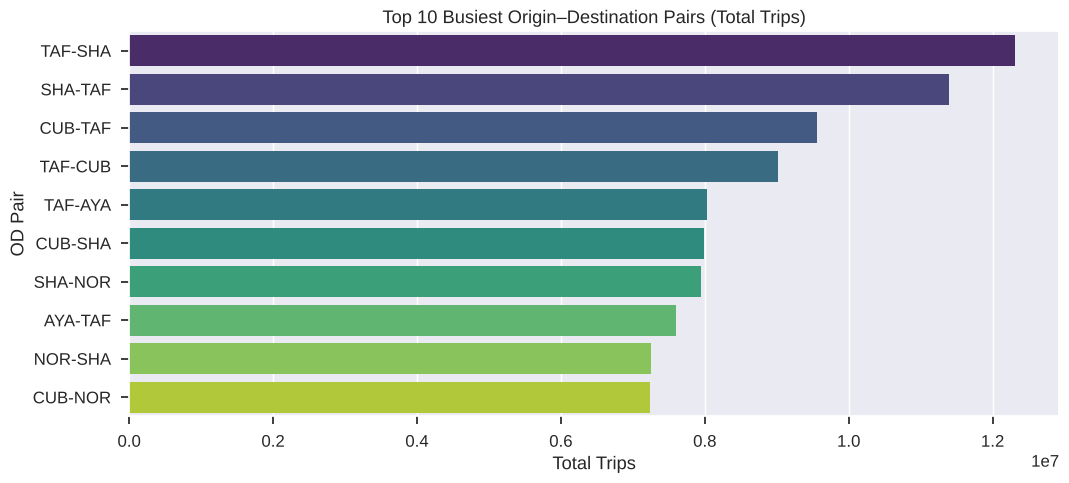 Top 10 Busiest Origin–Destination Pairs (Total Trips)
OD Pair
TAF-SHA
SHA-TAF
CUB-TAF
TAF-CUB
TAF-AYA
CUB-SHA
SHA-NOR
AYA-TAF
NOR-SHA
CUB-NOR
0.0 0.2 0.4 0.6 0.8 1.0 1.2
1e7
Total Trips